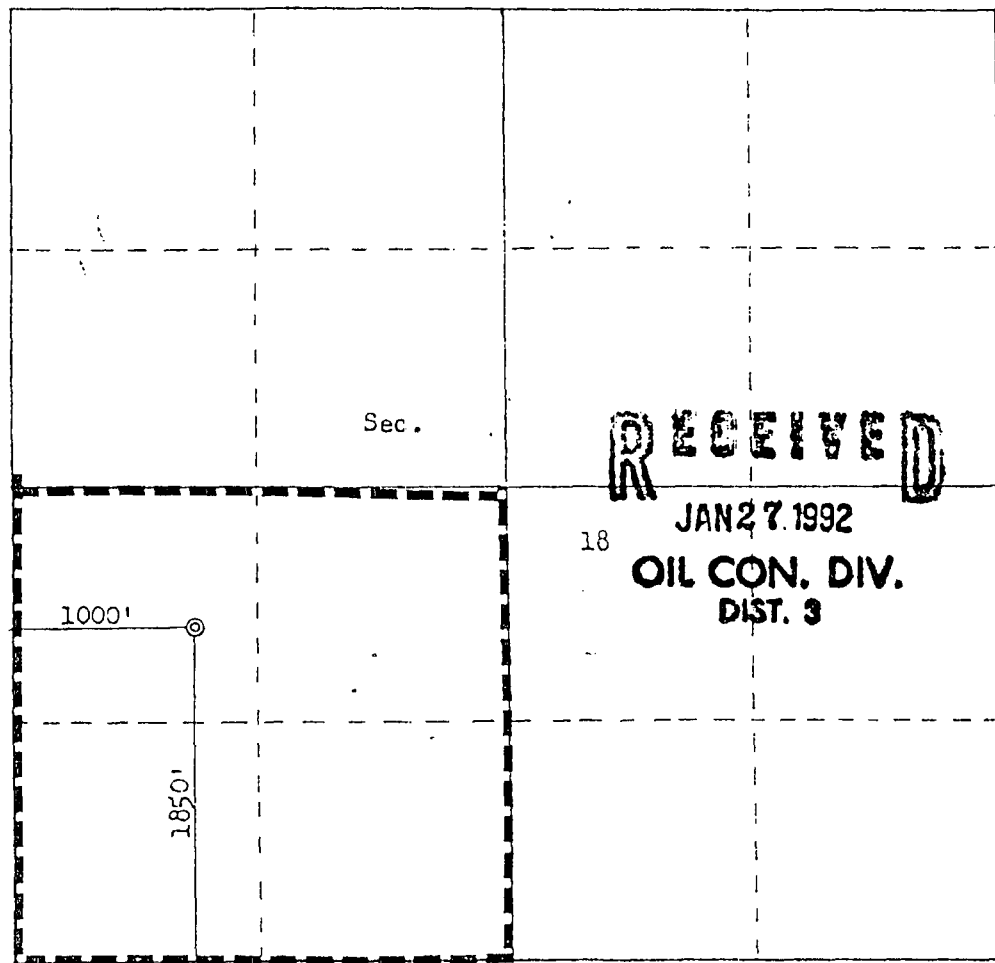 Sec.
RECEIVED
JAN 27.1992
18
OIL CON. DIV.
DIST. 3
1000'
1850'